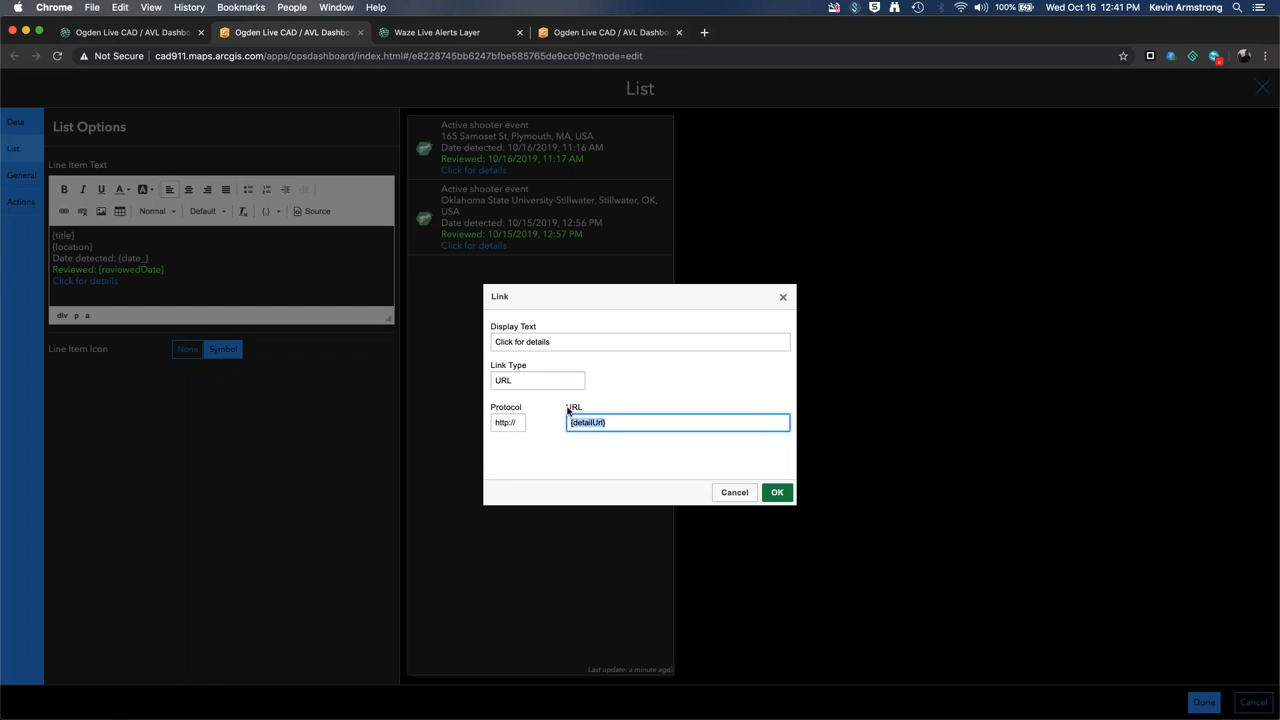 Chrome File Edit View History Bookmarks People Window Help 100% Wed Oct 16 12:41 PM Kevin Armstrong
Ogden Live CAD / AVL Dashbo × Ogden Live CAD / AVL Dashbo × Waze Live Alerts Layer × Ogden Live CAD / AVL Dashbo × +
Not Secure cad911.maps.arcgis.com/apps/opsdashboard/index.html#/e8228745bb6247bfbe585765de9cc09c?mode=edit
List
Data
List
General
Actions
List Options
Line Item Text
B I U A A
Normal Default {·} Source
{title}
{location}
Date detected: {date_}
Reviewed: {reviewedDate}
Click for details
div p a
Line Item Icon None Symbol
Active shooter event
165 Samoset St, Plymouth, MA, USA
Date detected: 10/16/2019, 11:16 AM
Reviewed: 10/16/2019, 11:17 AM
Click for details
Active shooter event
Oklahoma State University-Stillwater, Stillwater, OK,
USA
Date detected: 10/15/2019, 12:56 PM
Reviewed: 10/15/2019, 12:57 PM
Click for details
Link
Display Text
Click for details
Link Type
URL
Protocol URL
http:// {detailUrl}
Cancel OK
Last update: a minute ago
Done Cancel